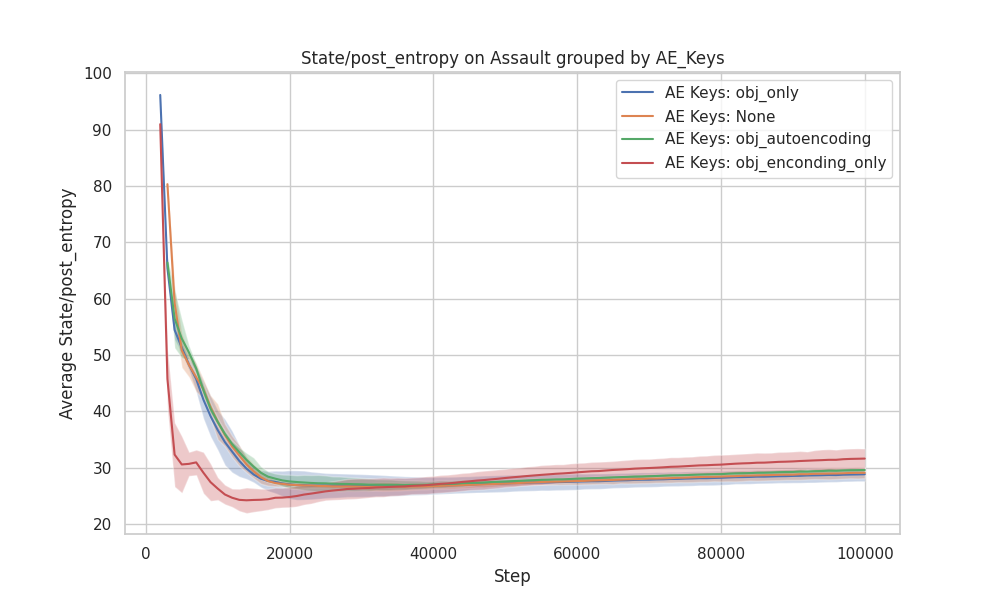 State/post_entropy on Assault grouped by AE_Keys
AE Keys: obj_only
AE Keys: None
AE Keys: obj_autoencoding
AE Keys: obj_enconding_only
Average State/post_entropy
100
90
80
70
60
50
40
30
20
0
20000
40000
60000
80000
100000
Step